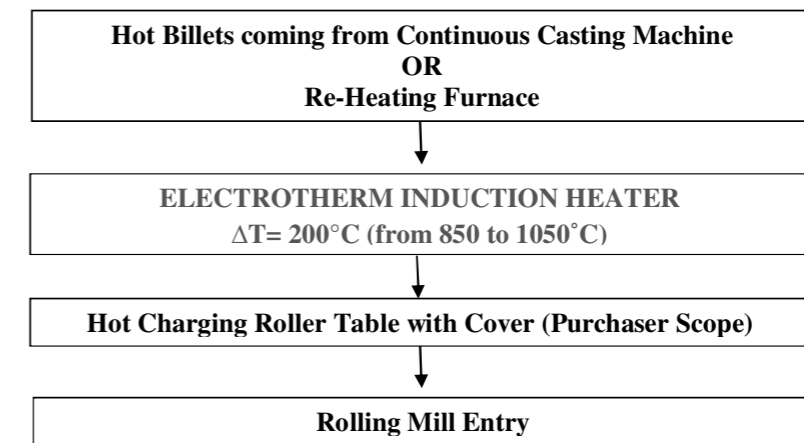 Hot Billets coming from Continuous Casting Machine
OR
Re-Heating Furnace
ELECTROTHERM INDUCTION HEATER
∆T= 200°C (from 850 to 1050˚C)
Hot Charging Roller Table with Cover (Purchaser Scope)
Rolling Mill Entry